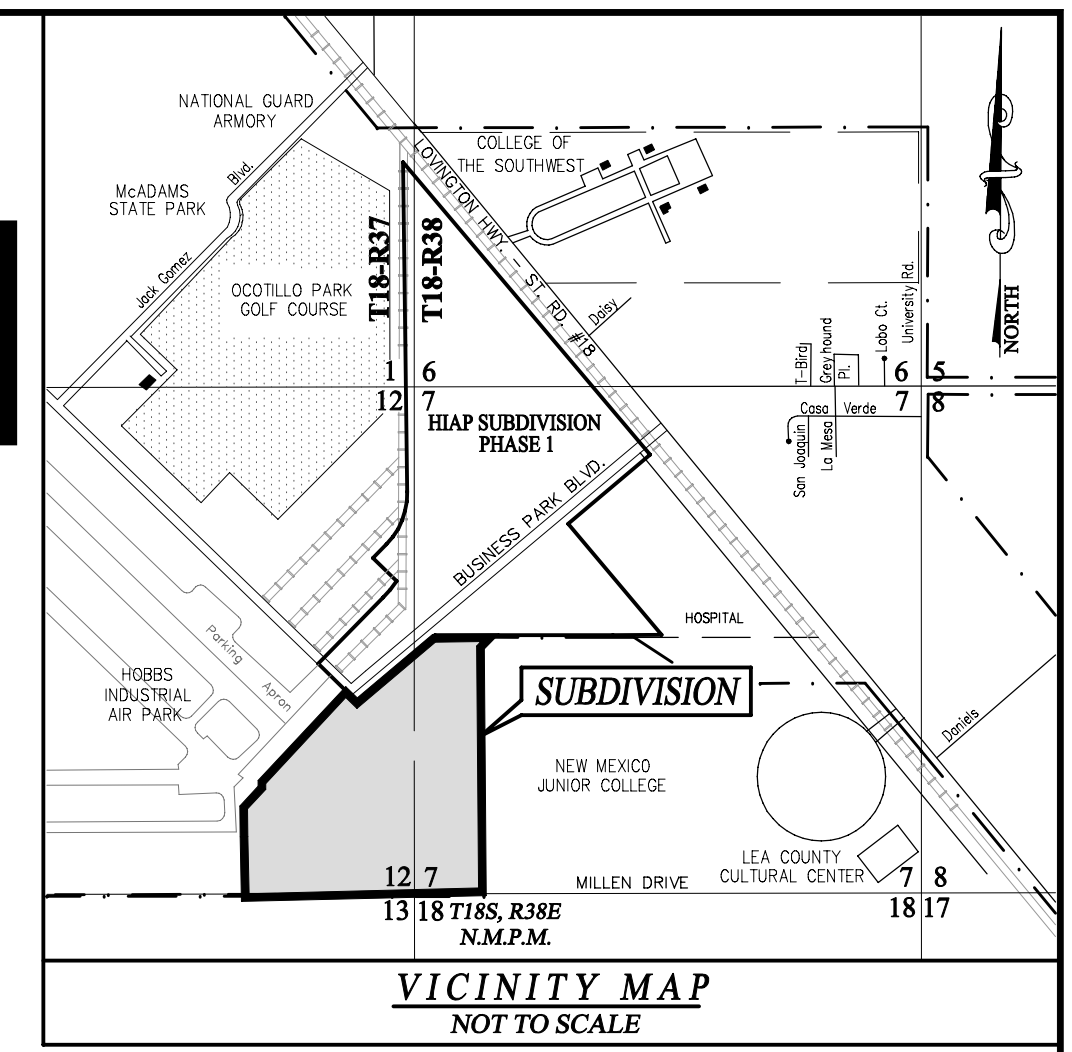 NATIONAL GUARD
ARMORY
COLLEGE OF
THE SOUTHWEST
LOVINGTON HWY. - ST. RD. #18
Blvd.
McADAMS
STATE PARK
Jack Gomez
OCOTILLO PARK
GOLF COURSE
T18-R37
T18-R38
Daisy
University Rd.
Lobo Ct.
NORTH
T-Bird
Greyhound
Pl.
1 6
6 5
12 7
7 8
HIAP SUBDIVISION
PHASE 1
Casa Verde
San Joaquin
La Mesa
BUSINESS PARK BLVD.
HOSPITAL
Parking
Apron
HOBBS
INDUSTRIAL
AIR PARK
SUBDIVISION
Daniels
NEW MEXICO
JUNIOR COLLEGE
LEA COUNTY
CULTURAL CENTER
12 7
MILLEN DRIVE
7 8
13 18
T18S, R38E
N.M.P.M.
18 17
VICINITY MAP
NOT TO SCALE